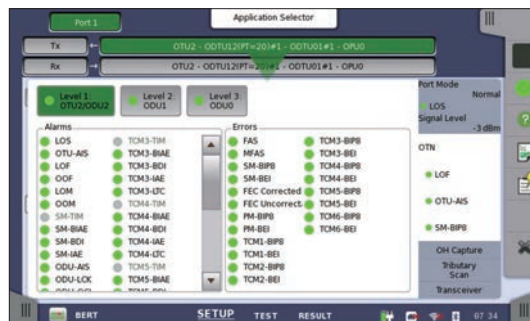 Port 1
Application Selector
Tx
OTU2 - ODTU12(PT=20)#1 - ODTU01#1 - OPU0
Rx
OTU2 - ODTU12(PT=20)#1 - ODTU01#1 - OPU0
Level 1:
OTU2/ODU2
Level 2:
ODU1
Level 3:
ODU0
Port Mode
Normal
LOS
Signal Level
-3 dBm
Alarms
LOS
OTU-AIS
LOF
OOF
LOM
OOM
SM-TIM
SM-BIAE
SM-BDI
SM-IAE
ODU-AIS
ODU-LCK
ODU-OCI
TCM3-TIM
TCM3-BIAE
TCM3-BDI
TCM3-IAE
TCM3-LTC
TCM4-TIM
TCM4-BIAE
TCM4-BDI
TCM4-IAE
TCM4-LTC
TCM5-TIM
TCM5-BIAE
TCM5-BDI
Errors
FAS
MFAS
SM-BIP8
SM-BEI
FEC Corrected
FEC Uncorrect
PM-BIP8
PM-BEI
TCM1-BIP8
TCM1-BEI
TCM2-BIP8
TCM2-BEI
TCM3-BIP8
TCM3-BEI
TCM4-BIP8
TCM4-BEI
TCM5-BIP8
TCM5-BEI
TCM6-BIP8
TCM6-BEI
OTN
LOF
OTU-AIS
SM-BIP8
OH Capture
Tributary
Scan
Transceiver
BERT
SETUP
TEST
RESULT
07 34